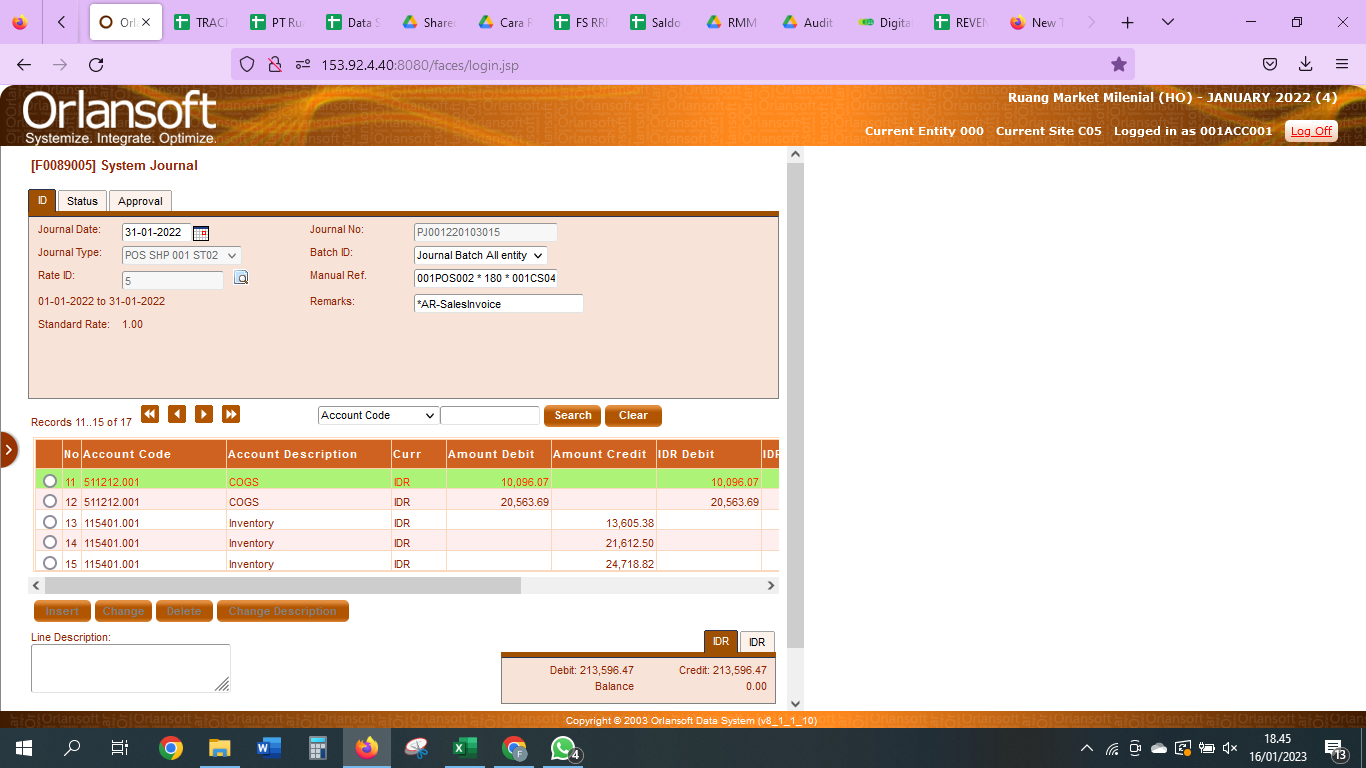 Orl
TRAC
PT Ru
Data S
Share
Cara P
FS RR
Saldo
RMM
Audit
Digita
REVE
New T
153.92.4.40:8080/faces/login.jsp
Orlansoft
Systemize. Integrate. Optimize.
Ruang Market Milenial (HO) - JANUARY 2022 (4)
Current Entity 000 Current Site C05 Logged in as 001ACC001 Log Off
[F0089005] System Journal
ID Status Approval
Journal Date: 31-01-2022 Journal No: PJ001220103015
Journal Type: POS SHP 001 ST02 Batch ID: Journal Batch All entity
Rate ID: 5 Manual Ref. 001POS002 * 180 * 001CS04
01-01-2022 to 31-01-2022 Remarks: *AR-SalesInvoice
Standard Rate: 1.00
Records 11..15 of 17 Account Code Search Clear
No Account Code Account Description Curr Amount Debit Amount Credit IDR Debit IDR
11 511212.001 COGS IDR 10,096.07 10,096.07
12 511212.001 COGS IDR 20,563.69 20,563.69
13 115401.001 Inventory IDR 13,605.38
14 115401.001 Inventory IDR 21,612.50
15 115401.001 Inventory IDR 24,718.82
Insert Change Delete Change Description
Line Description:
IDR IDR
Debit: 213,596.47 Credit: 213,596.47
Balance 0.00
Copyright © 2003 Orlansoft Data System (v8_1_1_10)
4
18.45
16/01/2023
13